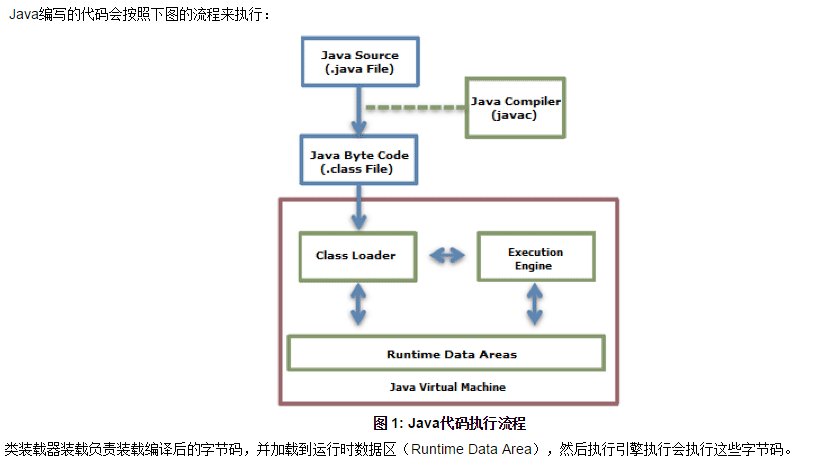 Java编写的代码会按照下图的流程来执行：
Java Source
(.java File)
Java Compiler
(javac)
Java Byte Code
(.class File)
Class Loader
Execution
Engine
Runtime Data Areas
Java Virtual Machine
图 1: Java代码执行流程
类装载器装载负责装载编译后的字节码，并加载到运行时数据区（Runtime Data Area），然后执行引擎执行会执行这些字节码。